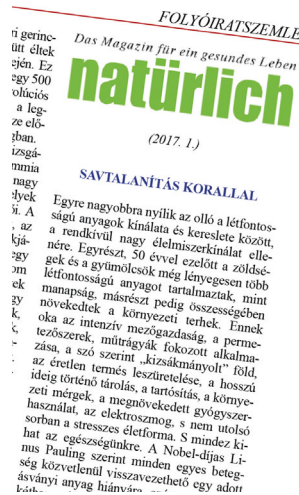 FOLYÓIRATSZEMLE
Das Magazin für ein gesundes Leben
natürlich
(2017. 1.)
SAVTALANÍTÁS KORALLAL
Egyre nagyobbra nyílik az olló a létfontos-
ságú anyagok kínálata és kereslete között,
a rendkívül nagy élelmiszerkínálat elle-
nére. Egyrészt, 50 évvel ezelőtt a zöldsé-
gek és a gyümölcsök még lényegesen több
létfontosságú anyagot tartalmaztak, mint
manapság, másrészt pedig összességében
növekedtek a környezeti terhek. Ennek
oka az intenzív mezőgazdaság, a perme-
tezőszerek, műtrágyák fokozott alkalma-
zása, a szó szerint „kizsákmányolt” föld,
az éretlen termés leszüretelése, a hosszú
ideig történő tárolás, a tartósítás, a környe-
zeti mérgek, a megnövekedett gyógyszer-
használat, az elektroszmog, s nem utolsó
sorban a stresszes életforma. S mindez ki-
hat az egészségünkre. A Nobel-díjas Li-
nus Pauling szerint minden egyes beteg-
ség közvetlenül visszavezethető egy adott
ásványi anyag hiányára